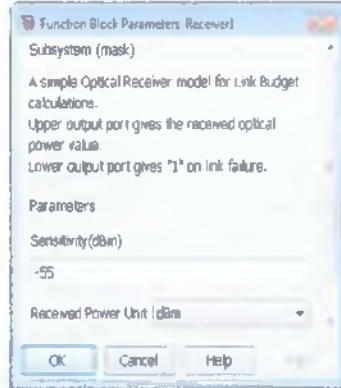 Function Block Parameters: Receiver1
Subsystem (mask)
A simple Optical Receiver model for Link Budget
calculations.
Upper output port gives the received optical
power value.
Lower output port gives "1" on link failure.
Parameters
Sensitivity(dBm)
-55
Received Power Unit dBm
OK Cancel Help